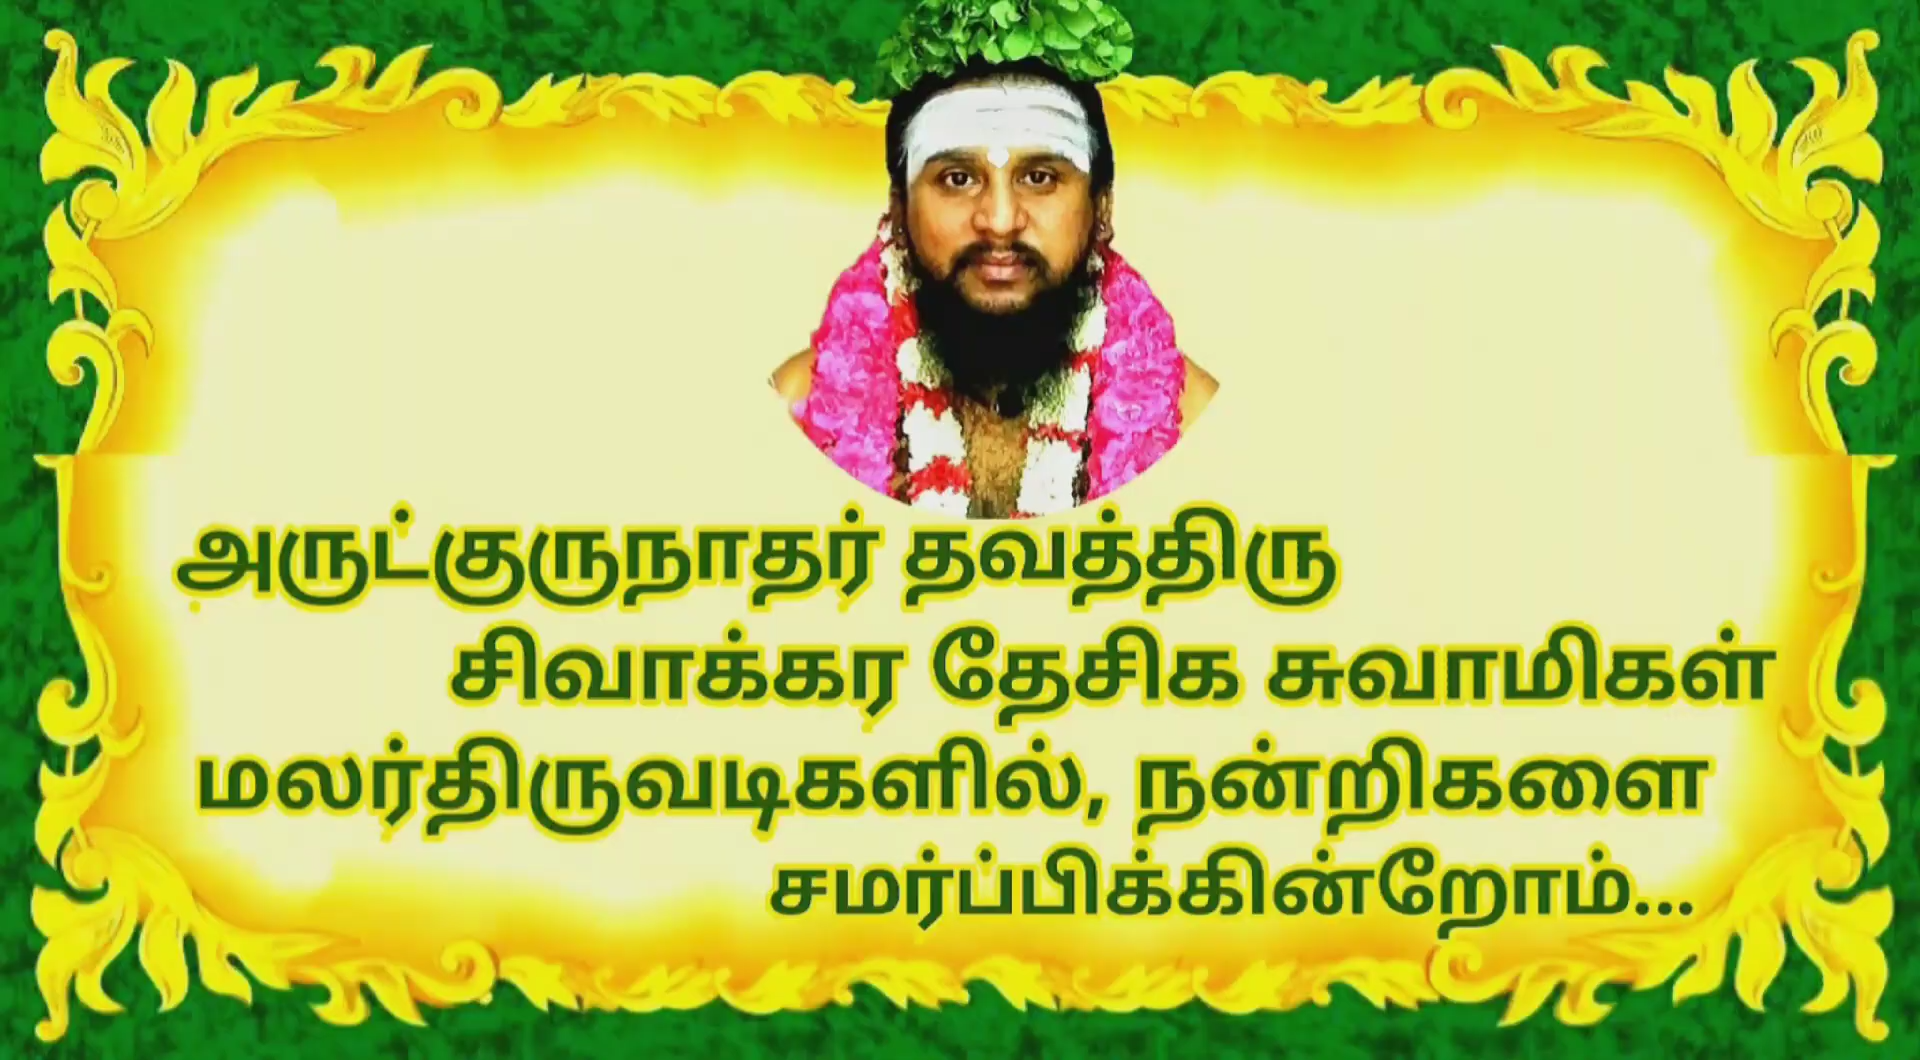 அருட்குருநாதர் தவத்திரு
சிவாக்கர தேசிக சுவாமிகள்
மலர்திருவடிகளில், நன்றிகளை
சமர்ப்பிக்கின்றோம்...